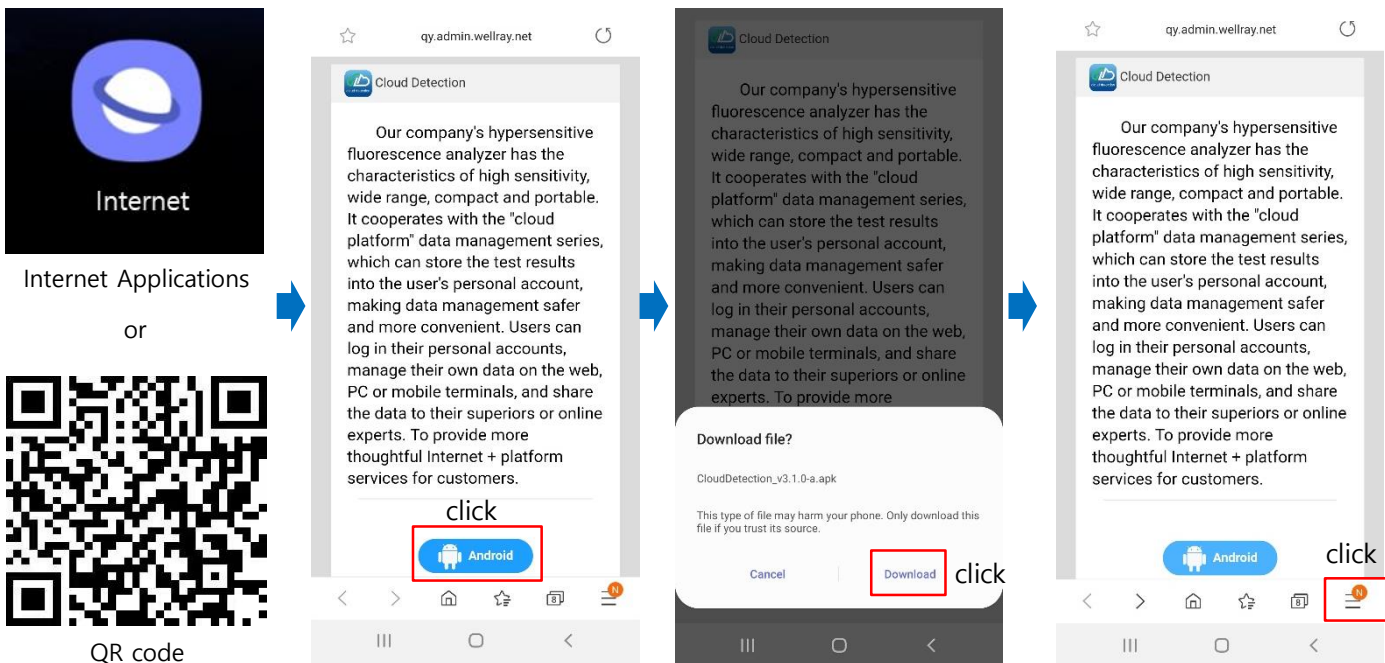 Internet
Internet Applications
or
QR code
qy.admin.wellray.net
Cloud Detection
Our company's hypersensitive
fluorescence analyzer has the
characteristics of high sensitivity,
wide range, compact and portable.
It cooperates with the "cloud
platform" data management series,
which can store the test results
into the user's personal account,
making data management safer
and more convenient. Users can
log in their personal accounts,
manage their own data on the web,
PC or mobile terminals, and share
the data to their superiors or online
experts. To provide more
thoughtful Internet + platform
services for customers.
click
Android
8
N
Cloud Detection
Our company's hypersensitive
fluorescence analyzer has the
characteristics of high sensitivity,
wide range, compact and portable.
It cooperates with the "cloud
platform" data management series,
which can store the test results
into the user's personal account,
making data management safer
and more convenient. Users can
log in their personal accounts,
manage their own data on the web,
PC or mobile terminals, and share
the data to their superiors or online
experts. To provide more
Download file?
CloudDetection_v3.1.0-a.apk
This type of file may harm your phone. Only download this
file if you trust its source.
Cancel
Download
click
qy.admin.wellray.net
Cloud Detection
Our company's hypersensitive
fluorescence analyzer has the
characteristics of high sensitivity,
wide range, compact and portable.
It cooperates with the "cloud
platform" data management series,
which can store the test results
into the user's personal account,
making data management safer
and more convenient. Users can
log in their personal accounts,
manage their own data on the web,
PC or mobile terminals, and share
the data to their superiors or online
experts. To provide more
thoughtful Internet + platform
services for customers.
Android
click
8
N